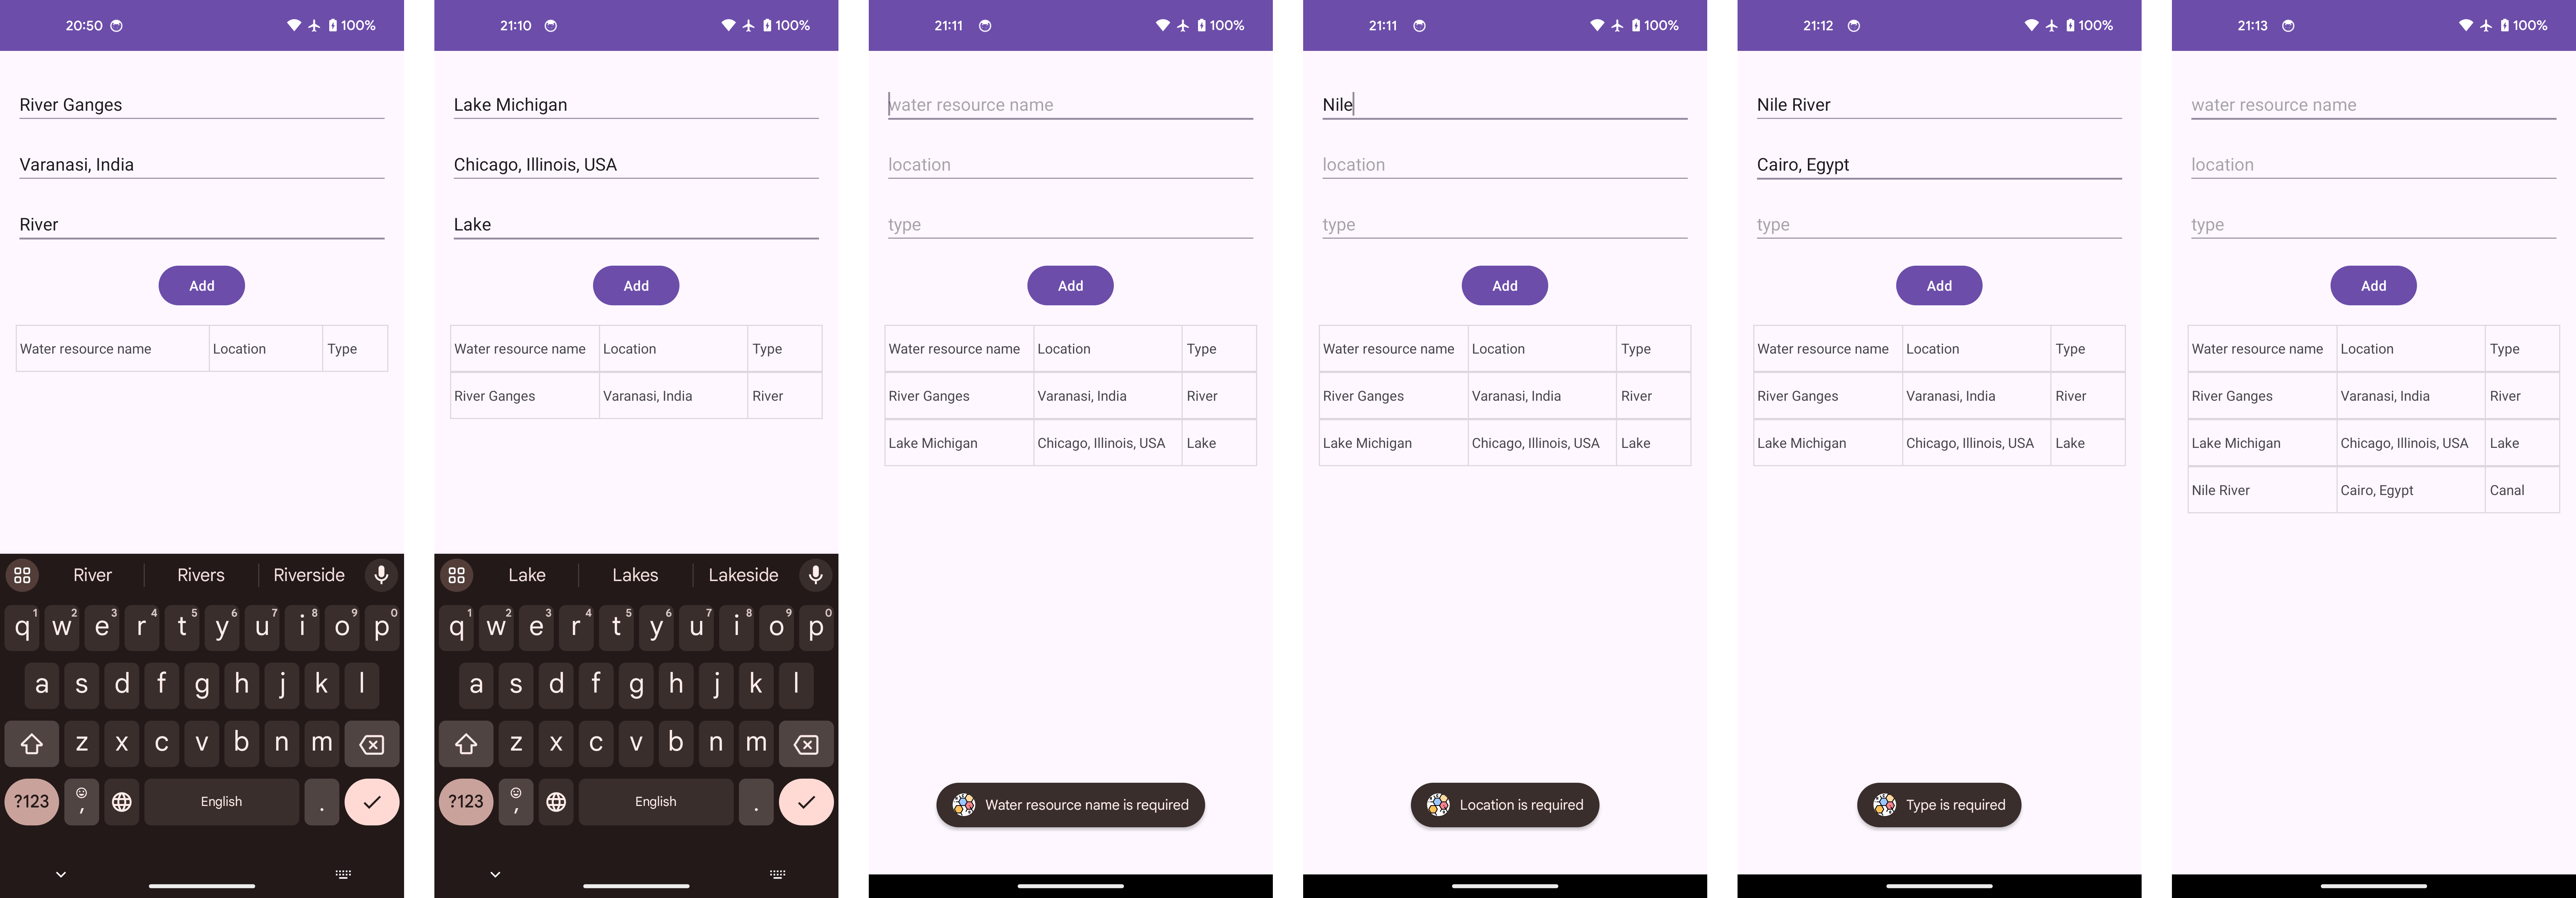 20:50 100%
River Ganges
Varanasi, India
River
Add
Water resource name Location Type
River Rivers Riverside
q1 w2 e3 r4 t5 y6 u7 i8 o9 p0
a s d f g h j k l
z x c v b n m
?123 , English .
21:10 100%
Lake Michigan
Chicago, Illinois, USA
Lake
Add
Water resource name Location Type
River Ganges Varanasi, India River
Lake Lakes Lakeside
q1 w2 e3 r4 t5 y6 u7 i8 o9 p0
a s d f g h j k l
z x c v b n m
?123 , English .
21:11 100%
water resource name
location
type
Add
Water resource name Location Type
River Ganges Varanasi, India River
Lake Michigan Chicago, Illinois, USA Lake
Water resource name is required
21:11 100%
Nile
location
type
Add
Water resource name Location Type
River Ganges Varanasi, India River
Lake Michigan Chicago, Illinois, USA Lake
Location is required
21:12 100%
Nile River
Cairo, Egypt
type
Add
Water resource name Location Type
River Ganges Varanasi, India River
Lake Michigan Chicago, Illinois, USA Lake
Type is required
21:13 100%
water resource name
location
type
Add
Water resource name Location Type
River Ganges Varanasi, India River
Lake Michigan Chicago, Illinois, USA Lake
Nile River Cairo, Egypt Canal